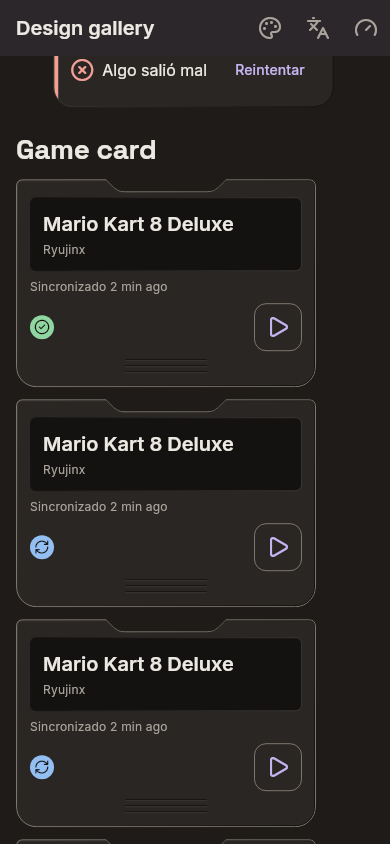 Design gallery
Algo salió mal
Reintentar
Game card
Mario Kart 8 Deluxe
Ryujinx
Sincronizado 2 min ago
Mario Kart 8 Deluxe
Ryujinx
Sincronizado 2 min ago
Mario Kart 8 Deluxe
Ryujinx
Sincronizado 2 min ago